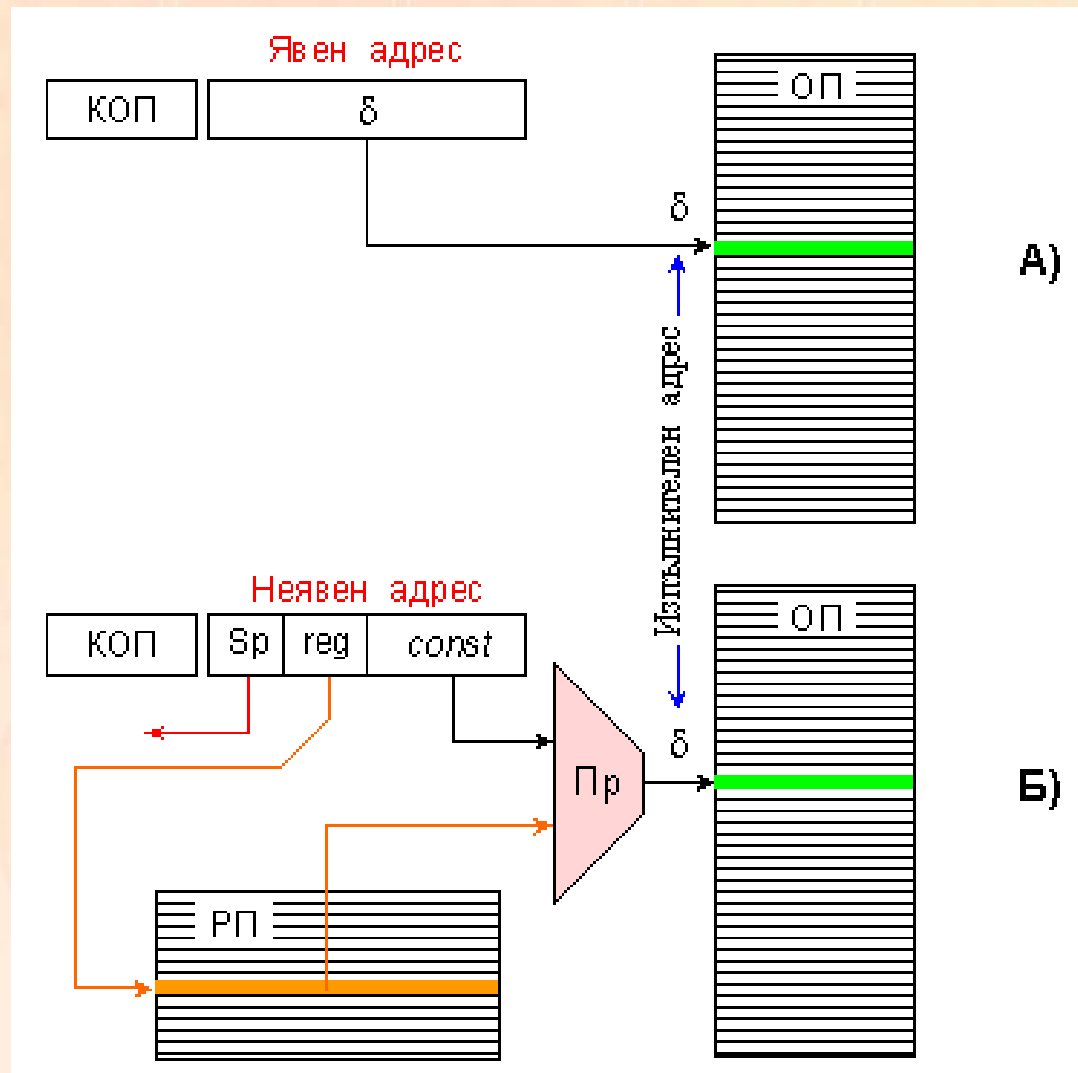 Явен адрес
КОП δ
ОП
δ
А)
Изпълнителен адрес
Неявен адрес
КОП Sp reg const
ОП
δ
Пр
Б)
РП